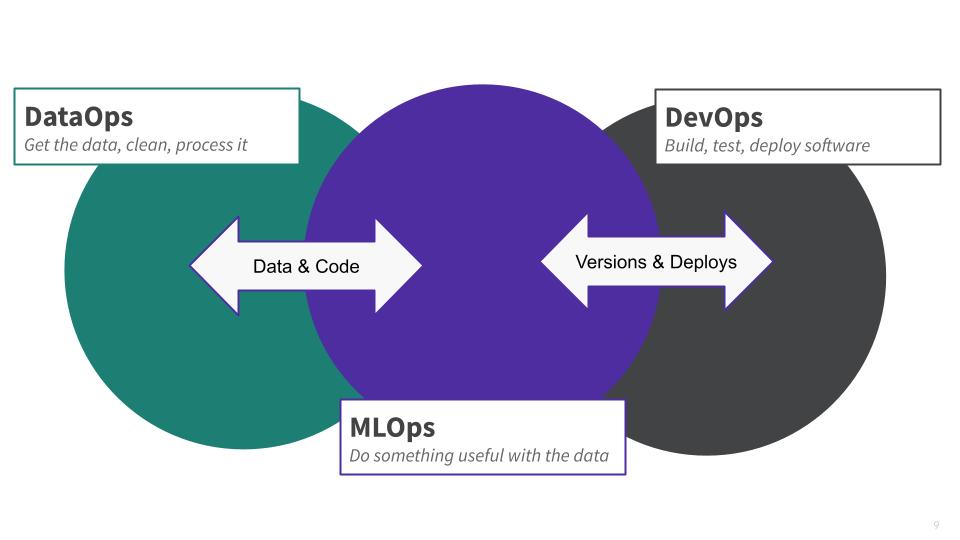 DataOps
Get the data, clean, process it
DevOps
Build, test, deploy software
Data & Code
Versions & Deploys
MLOps
Do something useful with the data
9